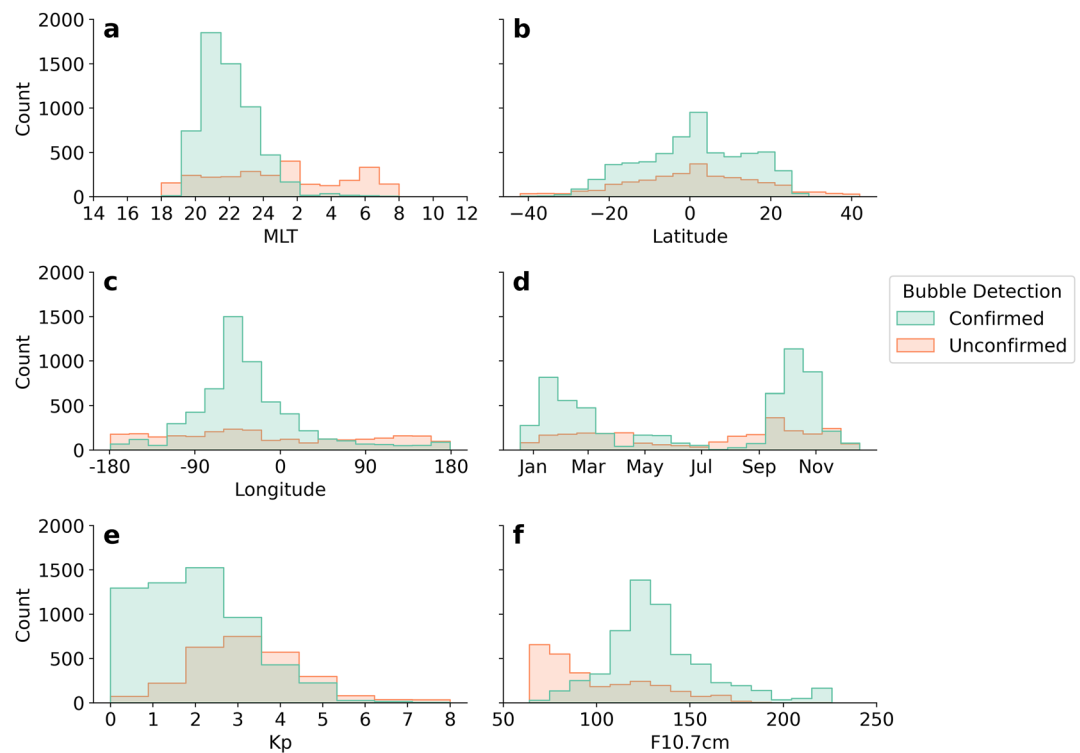 a
2000
1500
1000
500
0
Count
14 16 18 20 22 24 2 4 6 8 10 12
MLT
b
−40 −20 0 20 40
Latitude
c
2000
1500
1000
500
0
Count
-180 -90 0 90 180
Longitude
d
Jan Mar May Jul Sep Nov
Bubble Detection
Confirmed
Unconfirmed
e
2000
1500
1000
500
0
Count
0 1 2 3 4 5 6 7 8
Kp
f
50 100 150 200 250
F10.7cm